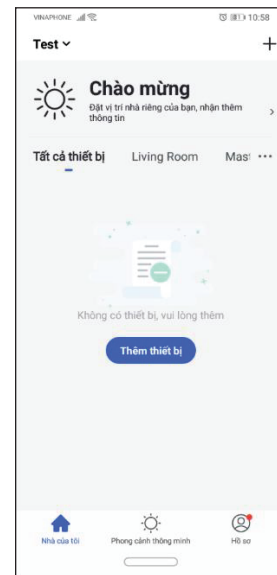 VINAPHONE
10:58
Test
Chào mừng
Đặt vị trí nhà riêng của bạn, nhận thêm
thông tin
Tất cả thiết bị Living Room Mas
Không có thiết bị, vui lòng thêm
Thêm thiết bị
Nhà của tôi Phong cảnh thông minh Hồ sơ